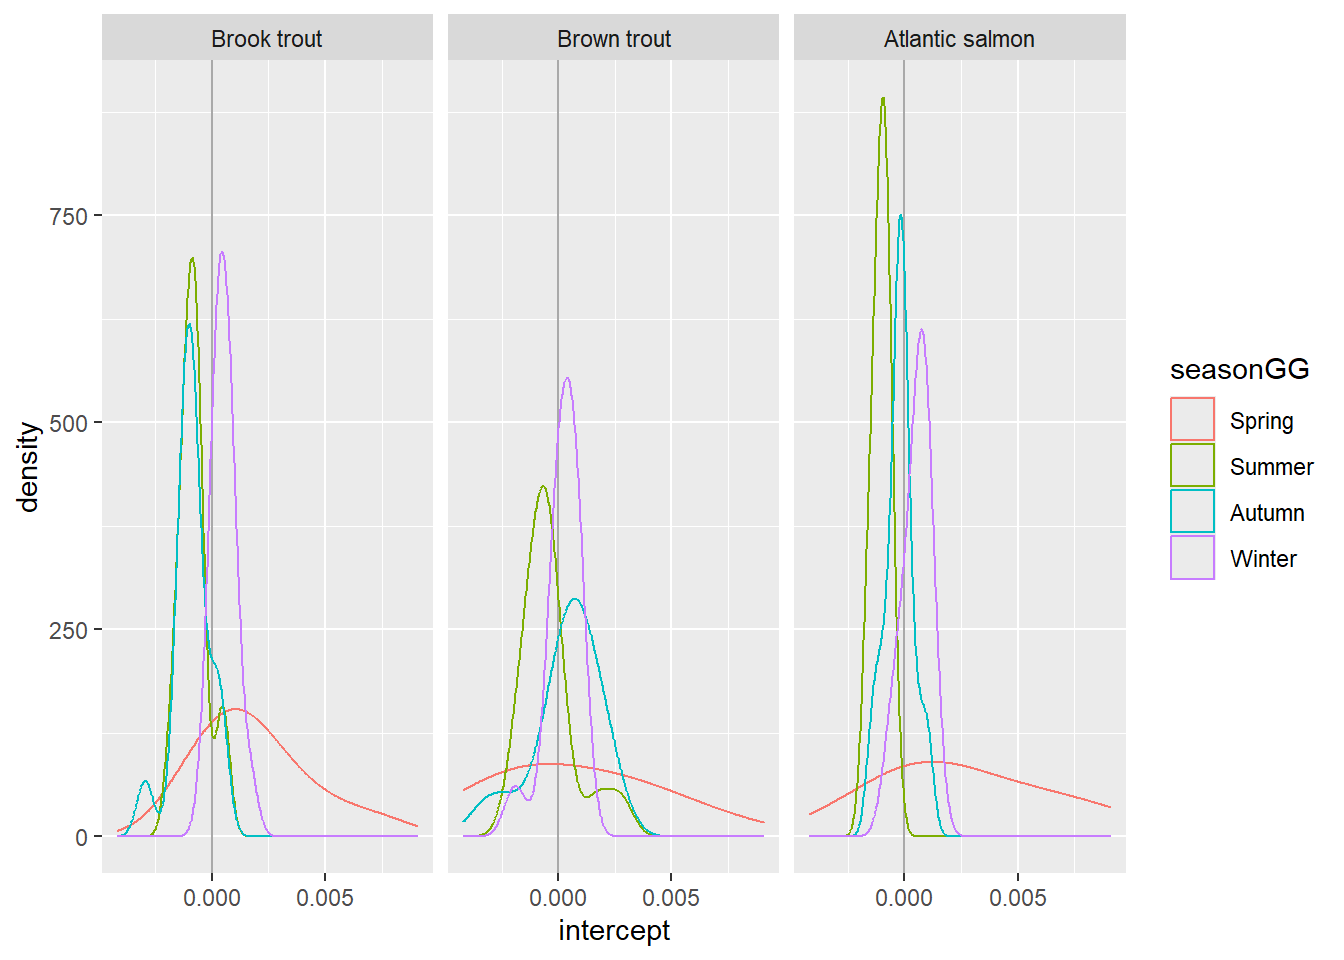 Brook trout
Brown trout
Atlantic salmon
density
750
500
250
0
0.000
0.005
0.000
0.005
0.000
0.005
intercept
seasonGG
Spring
Summer
Autumn
Winter